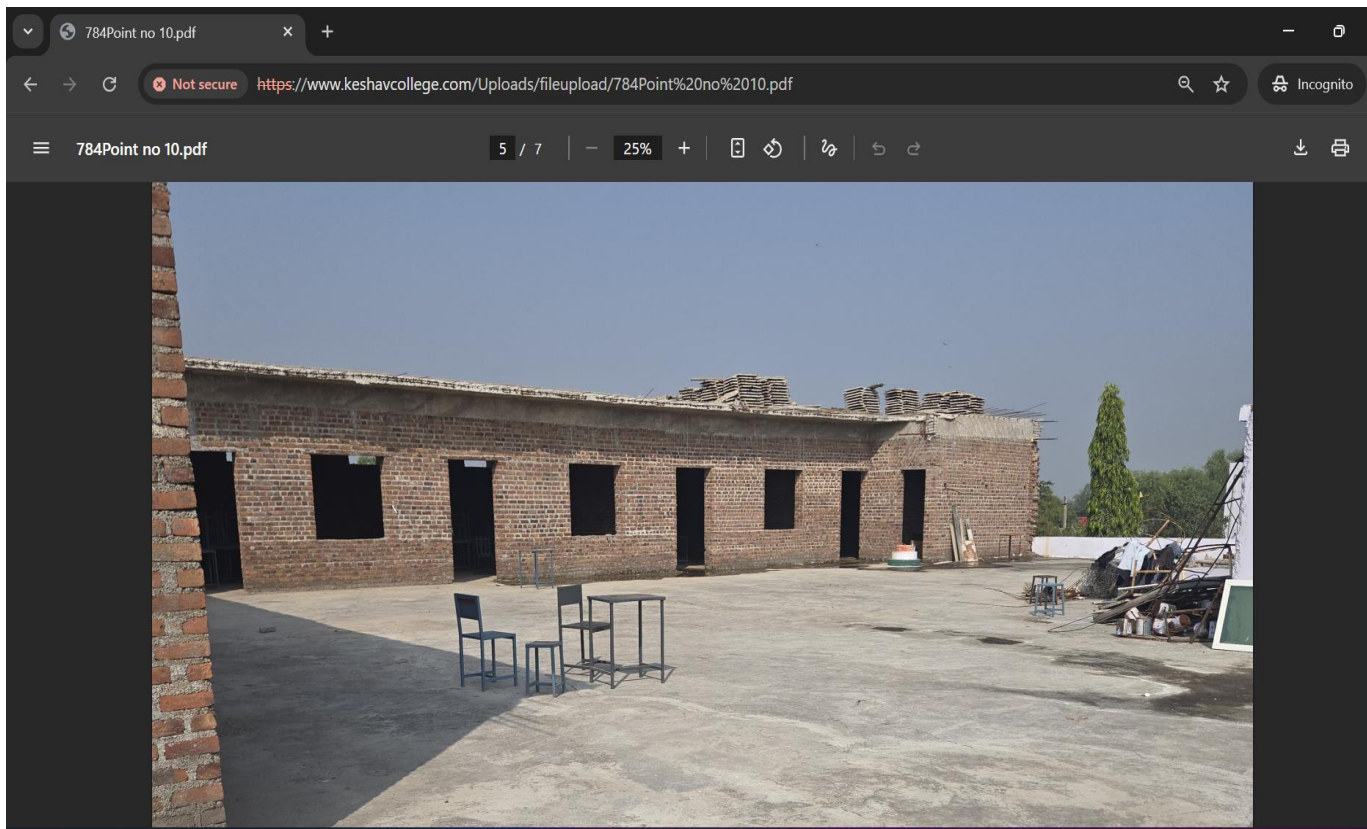 784Point no 10.pdf
Not secure https://www.keshavcollege.com/Uploads/fileupload/784Point%20no%2010.pdf
Incognito
784Point no 10.pdf
5 / 7
25%